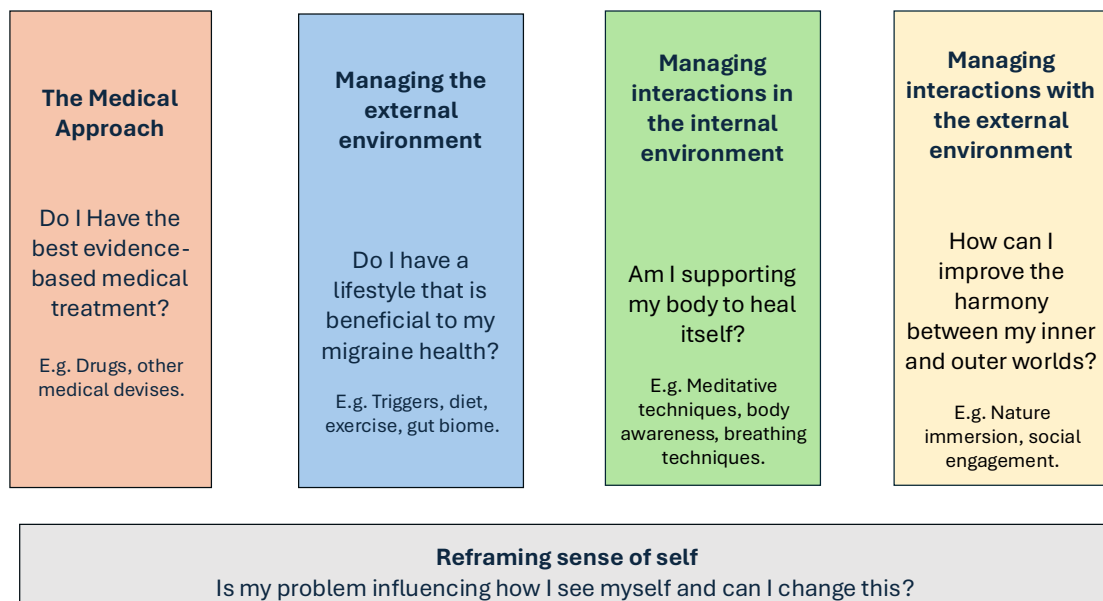 The Medical
Approach
Do I Have the
best evidence-
based medical
treatment?
E.g. Drugs, other
medical devises.
Managing the
external
environment
Do I have a
lifestyle that is
beneficial to my
migraine health?
E.g. Triggers, diet,
exercise, gut biome.
Managing
interactions in
the internal
environment
Am I supporting
my body to heal
itself?
E.g. Meditative
techniques, body
awareness, breathing
techniques.
Managing
interactions with
the external
environment
How can I
improve the
harmony
between my inner
and outer worlds?
E.g. Nature
immersion, social
engagement.
Reframing sense of self
Is my problem influencing how I see myself and can I change this?